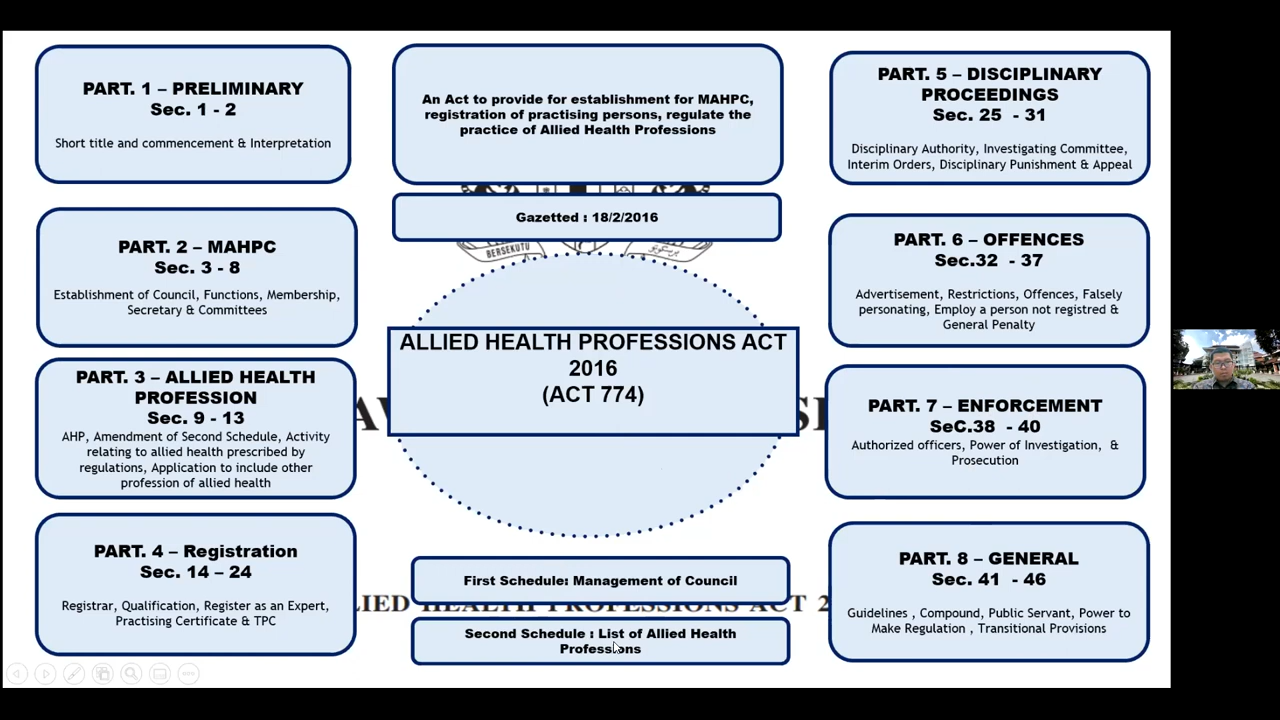 PART. 1 – PRELIMINARY
Sec. 1 - 2
Short title and commencement & Interpretation
PART. 2 – MAHPC
Sec. 3 - 8
Establishment of Council, Functions, Membership,
Secretary & Committees
PART. 3 – ALLIED HEALTH
PROFESSION
Sec. 9 - 13
AHP, Amendment of Second Schedule, Activity
relating to allied health prescribed by
regulations, Application to include other
profession of allied health
PART. 4 – Registration
Sec. 14 – 24
Registrar, Qualification, Register as an Expert,
Practising Certificate & TPC
An Act to provide for establishment for MAHPC,
registration of practising persons, regulate the
practice of Allied Health Professions
Gazetted : 18/2/2016
BERSEKUTU
ALLIED HEALTH PROFESSIONS ACT
2016
(ACT 774)
First Schedule: Management of Council
Second Schedule : List of Allied Health
Professions
PART. 5 – DISCIPLINARY
PROCEEDINGS
Sec. 25 - 31
Disciplinary Authority, Investigating Committee,
Interim Orders, Disciplinary Punishment & Appeal
PART. 6 – OFFENCES
Sec.32 - 37
Advertisement, Restrictions, Offences, Falsely
personating, Employ a person not registred &
General Penalty
PART. 7 – ENFORCEMENT
SeC.38 - 40
Authorized officers, Power of Investigation, &
Prosecution
PART. 8 – GENERAL
Sec. 41 - 46
Guidelines , Compound, Public Servant, Power to
Make Regulation , Transitional Provisions